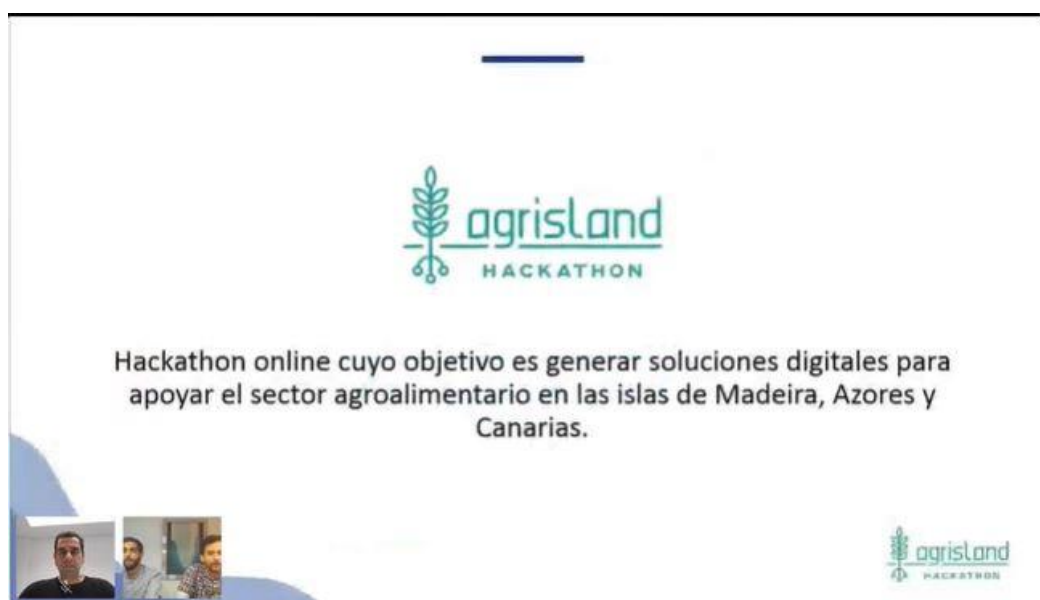 agrisland
HACKATHON
Hackathon online cuyo objetivo es generar soluciones digitales para
apoyar el sector agroalimentario en las islas de Madeira, Azores y
Canarias.
agrisland
HACKATHON